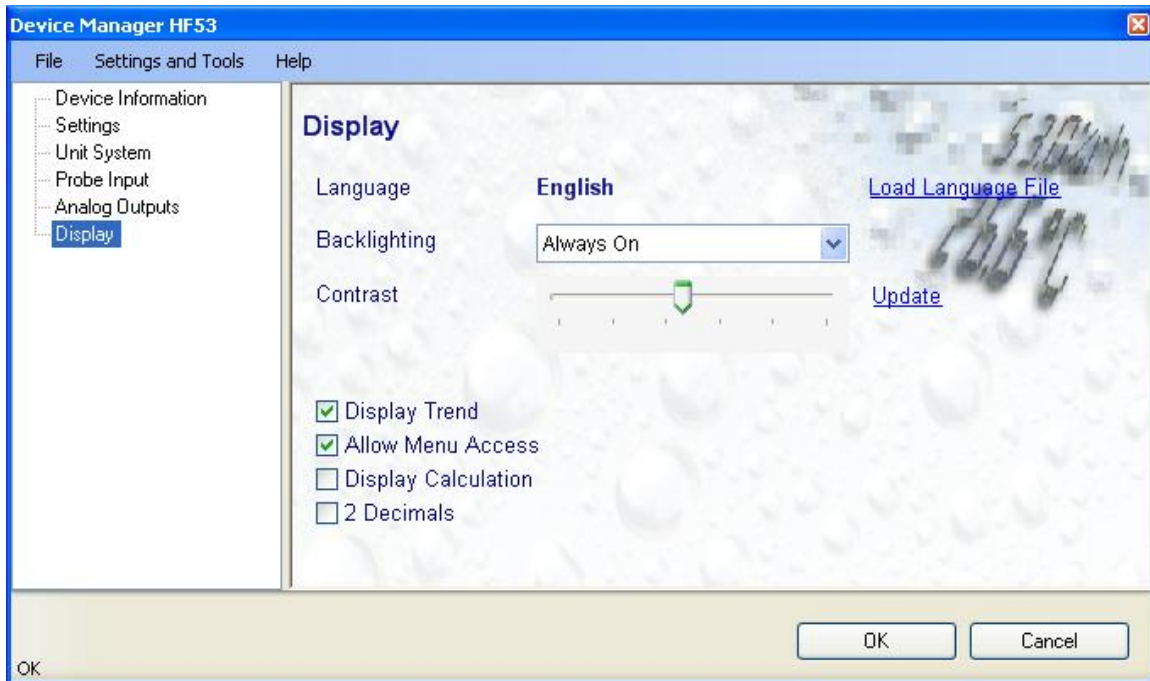 Device Manager HF53
File Settings and Tools Help
Device Information
Settings
Unit System
Probe Input
Analog Outputs
Display
Display
Language English Load Language File
Backlighting Always On
Contrast Update
Display Trend
Allow Menu Access
Display Calculation
2 Decimals
OK Cancel
OK